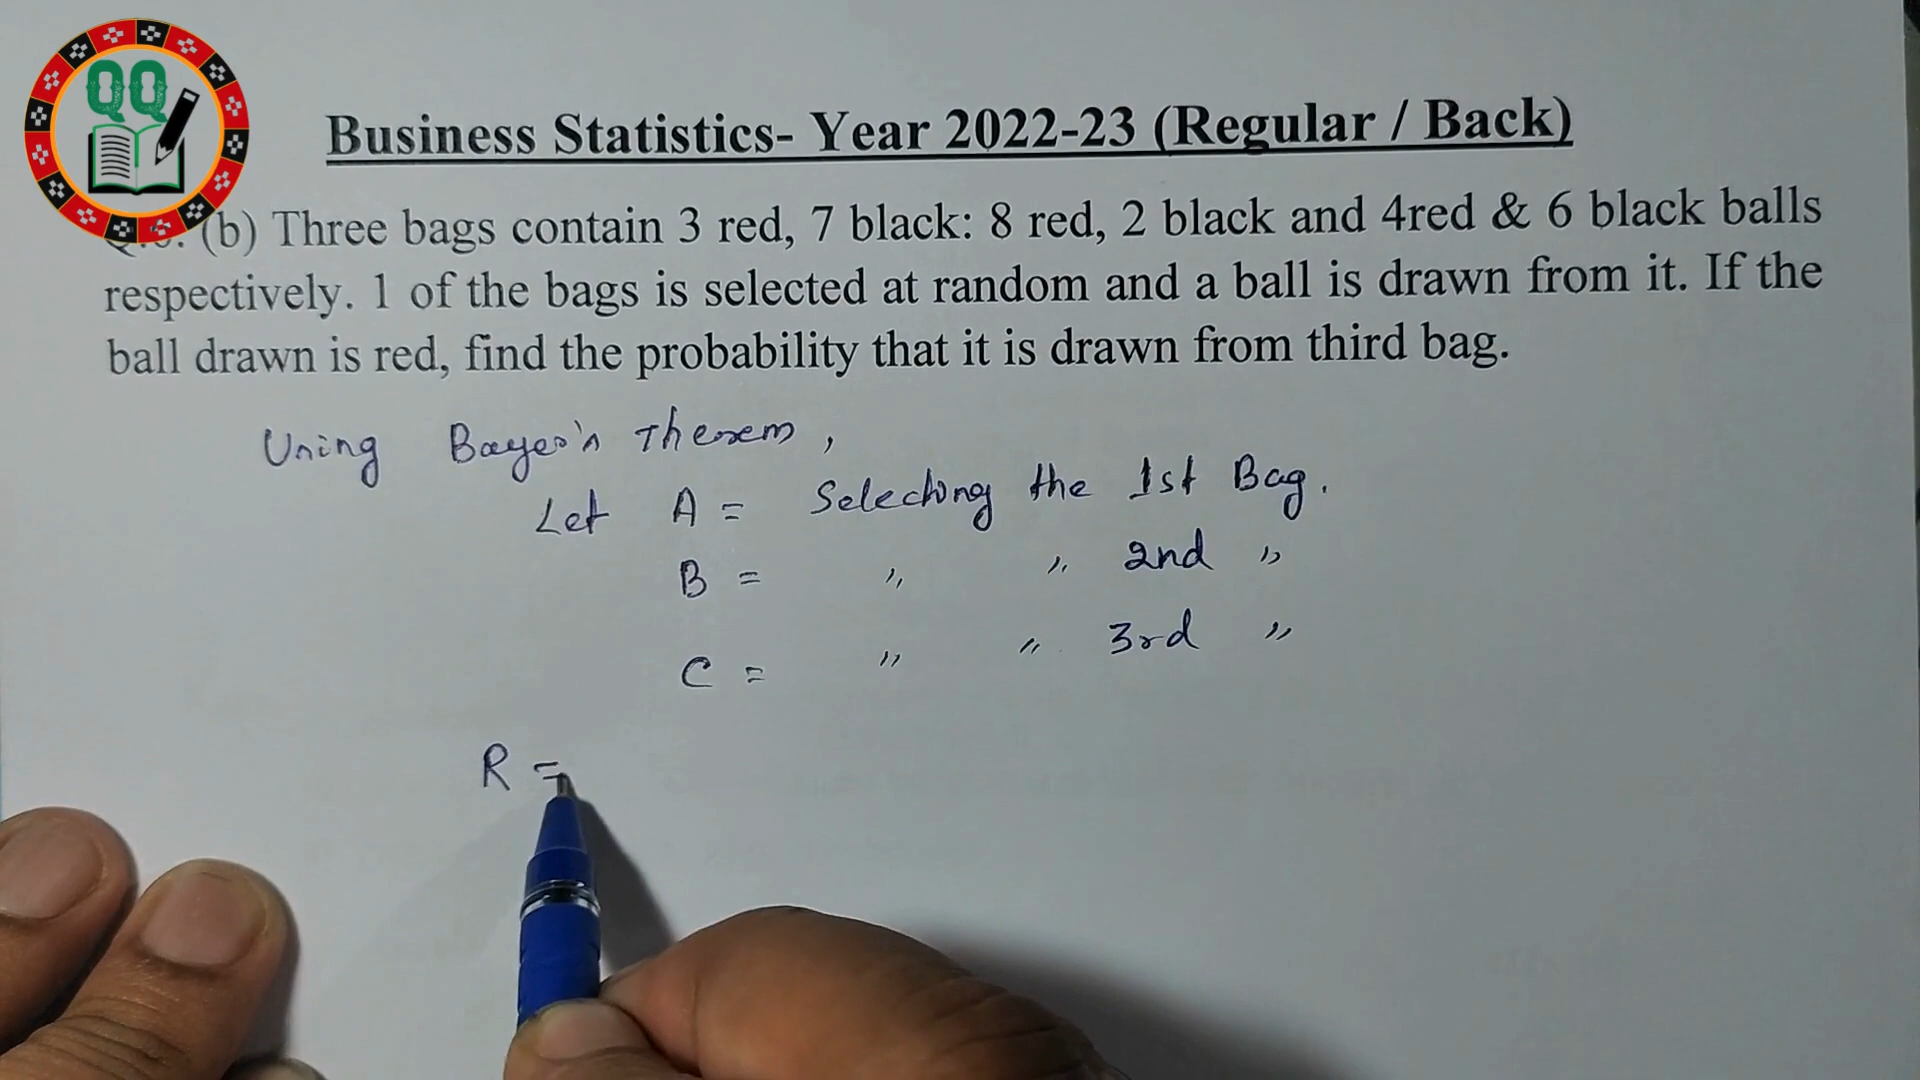 QQ
Business Statistics- Year 2022-23 (Regular / Back)
(b) Three bags contain 3 red, 7 black: 8 red, 2 black and 4red & 6 black balls
respectively. 1 of the bags is selected at random and a ball is drawn from it. If the
ball drawn is red, find the probability that it is drawn from third bag.
Using Bayes's Theorem,
Let A = Selecting the 1st Bag.
B = " " 2nd "
C = " " 3rd "
R =